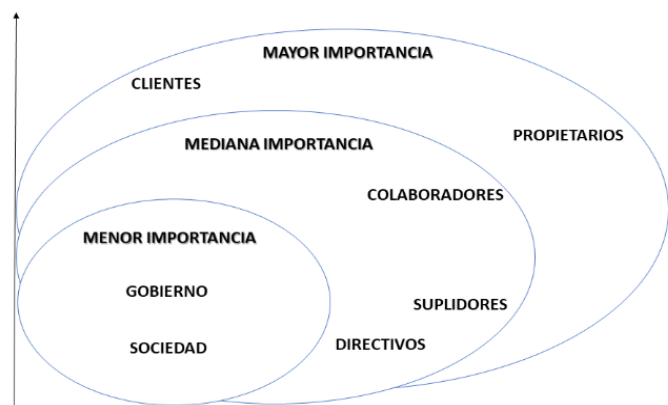 MAYOR IMPORTANCIA
CLIENTES
PROPIETARIOS
MEDIANA IMPORTANCIA
COLABORADORES
MENOR IMPORTANCIA
GOBIERNO
SUPLIDORES
DIRECTIVOS
SOCIEDAD